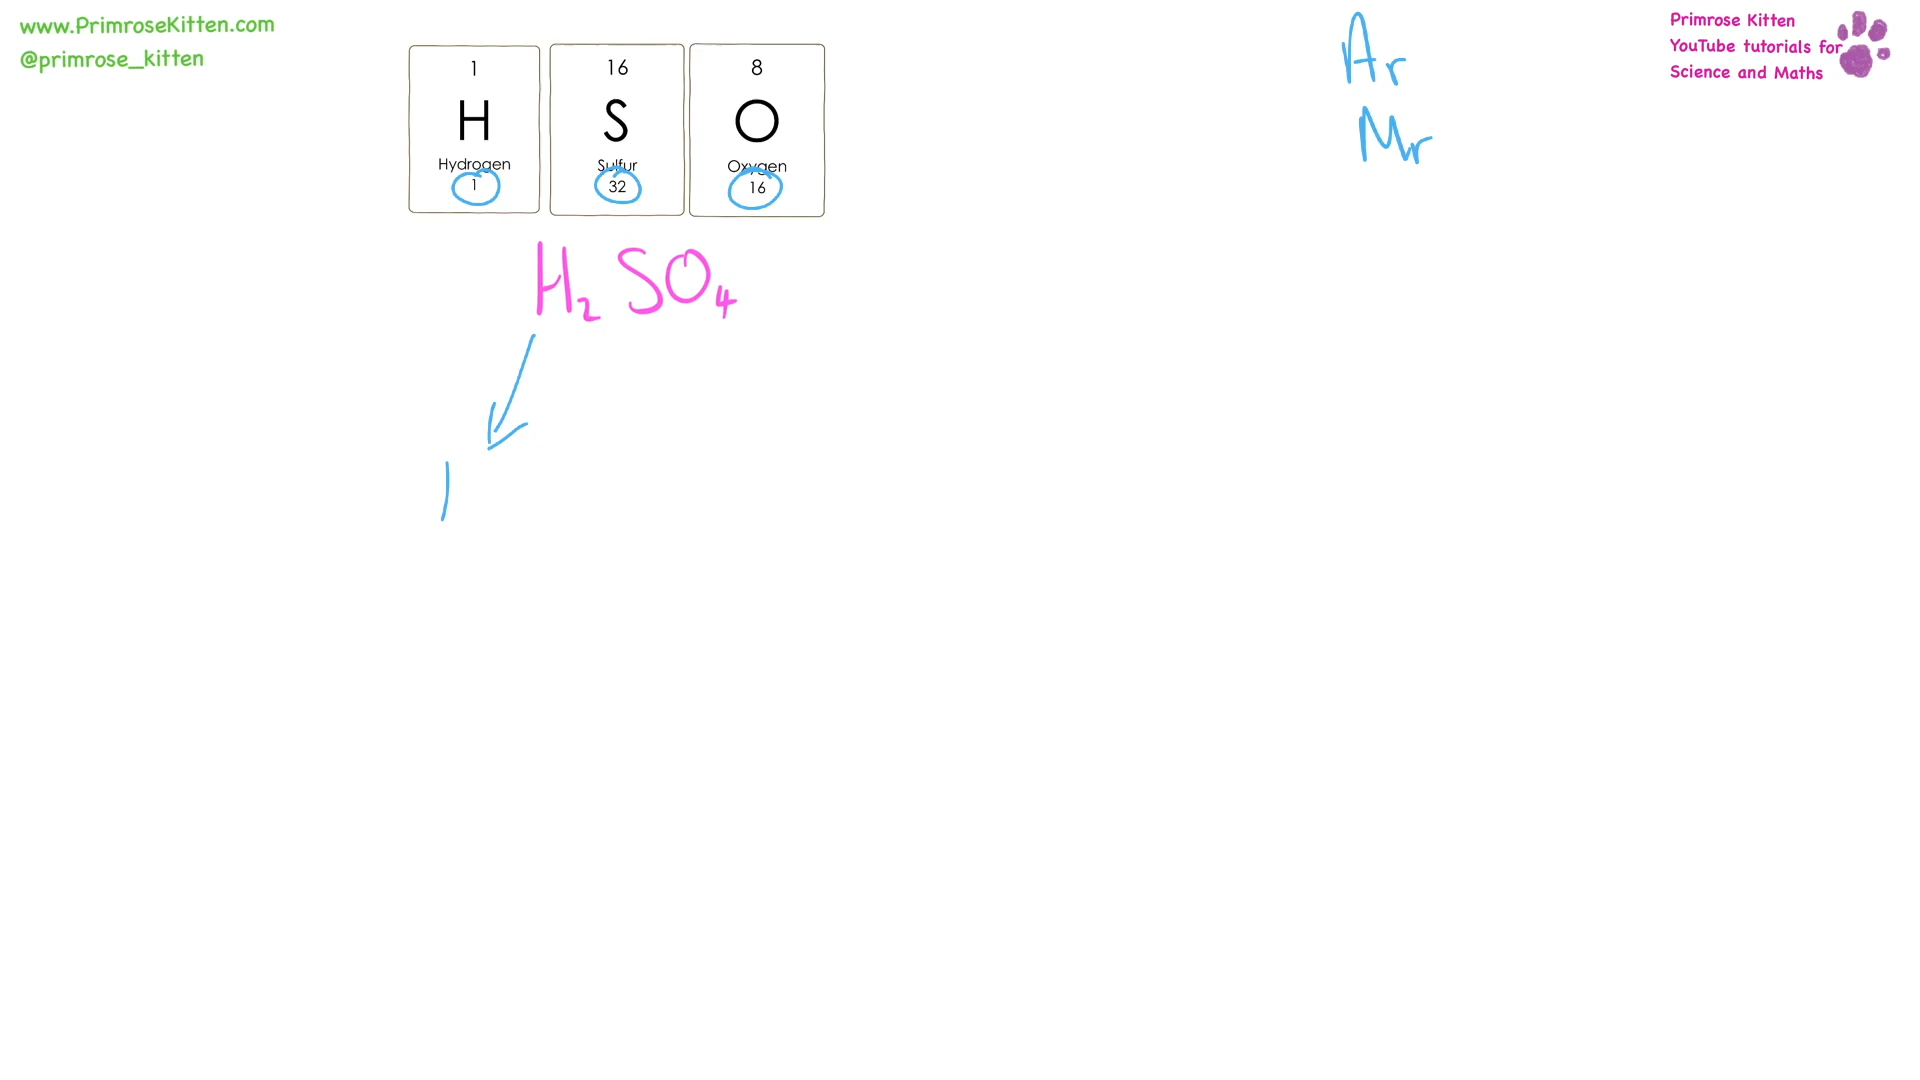 www.PrimroseKitten.com
@primrose_kitten
1
H
Hydrogen
1
16
S
Sulfur
32
8
O
Oxygen
16
Ar
Mr
Primrose Kitten
YouTube tutorials for
Science and Maths
H₂SO₄
1